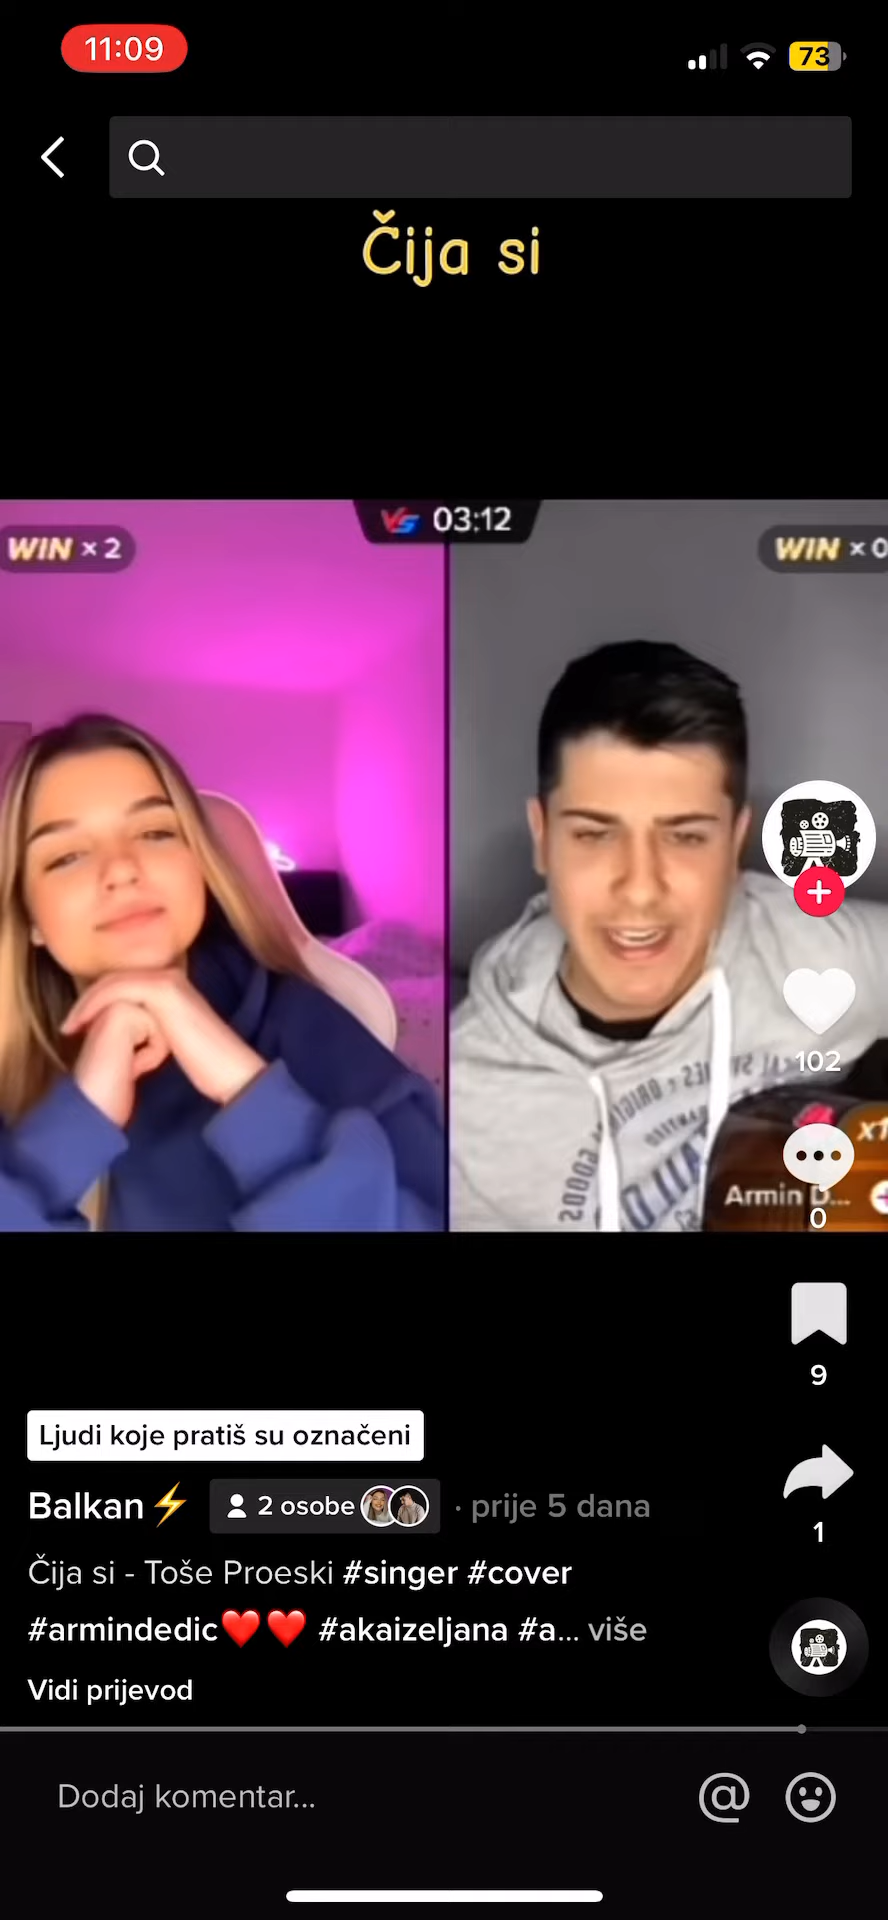 11:09
73
Čija si
WIN × 2
VS 03:12
WIN × 0
102
Armin D...
0
9
Ljudi koje pratiš su označeni
1
Balkan⚡ 2 osobe · prije 5 dana
Čija si - Toše Proeski #singer #cover
#armindedic❤️❤️ #akaizeljana #a... više
Vidi prijevod
Dodaj komentar...